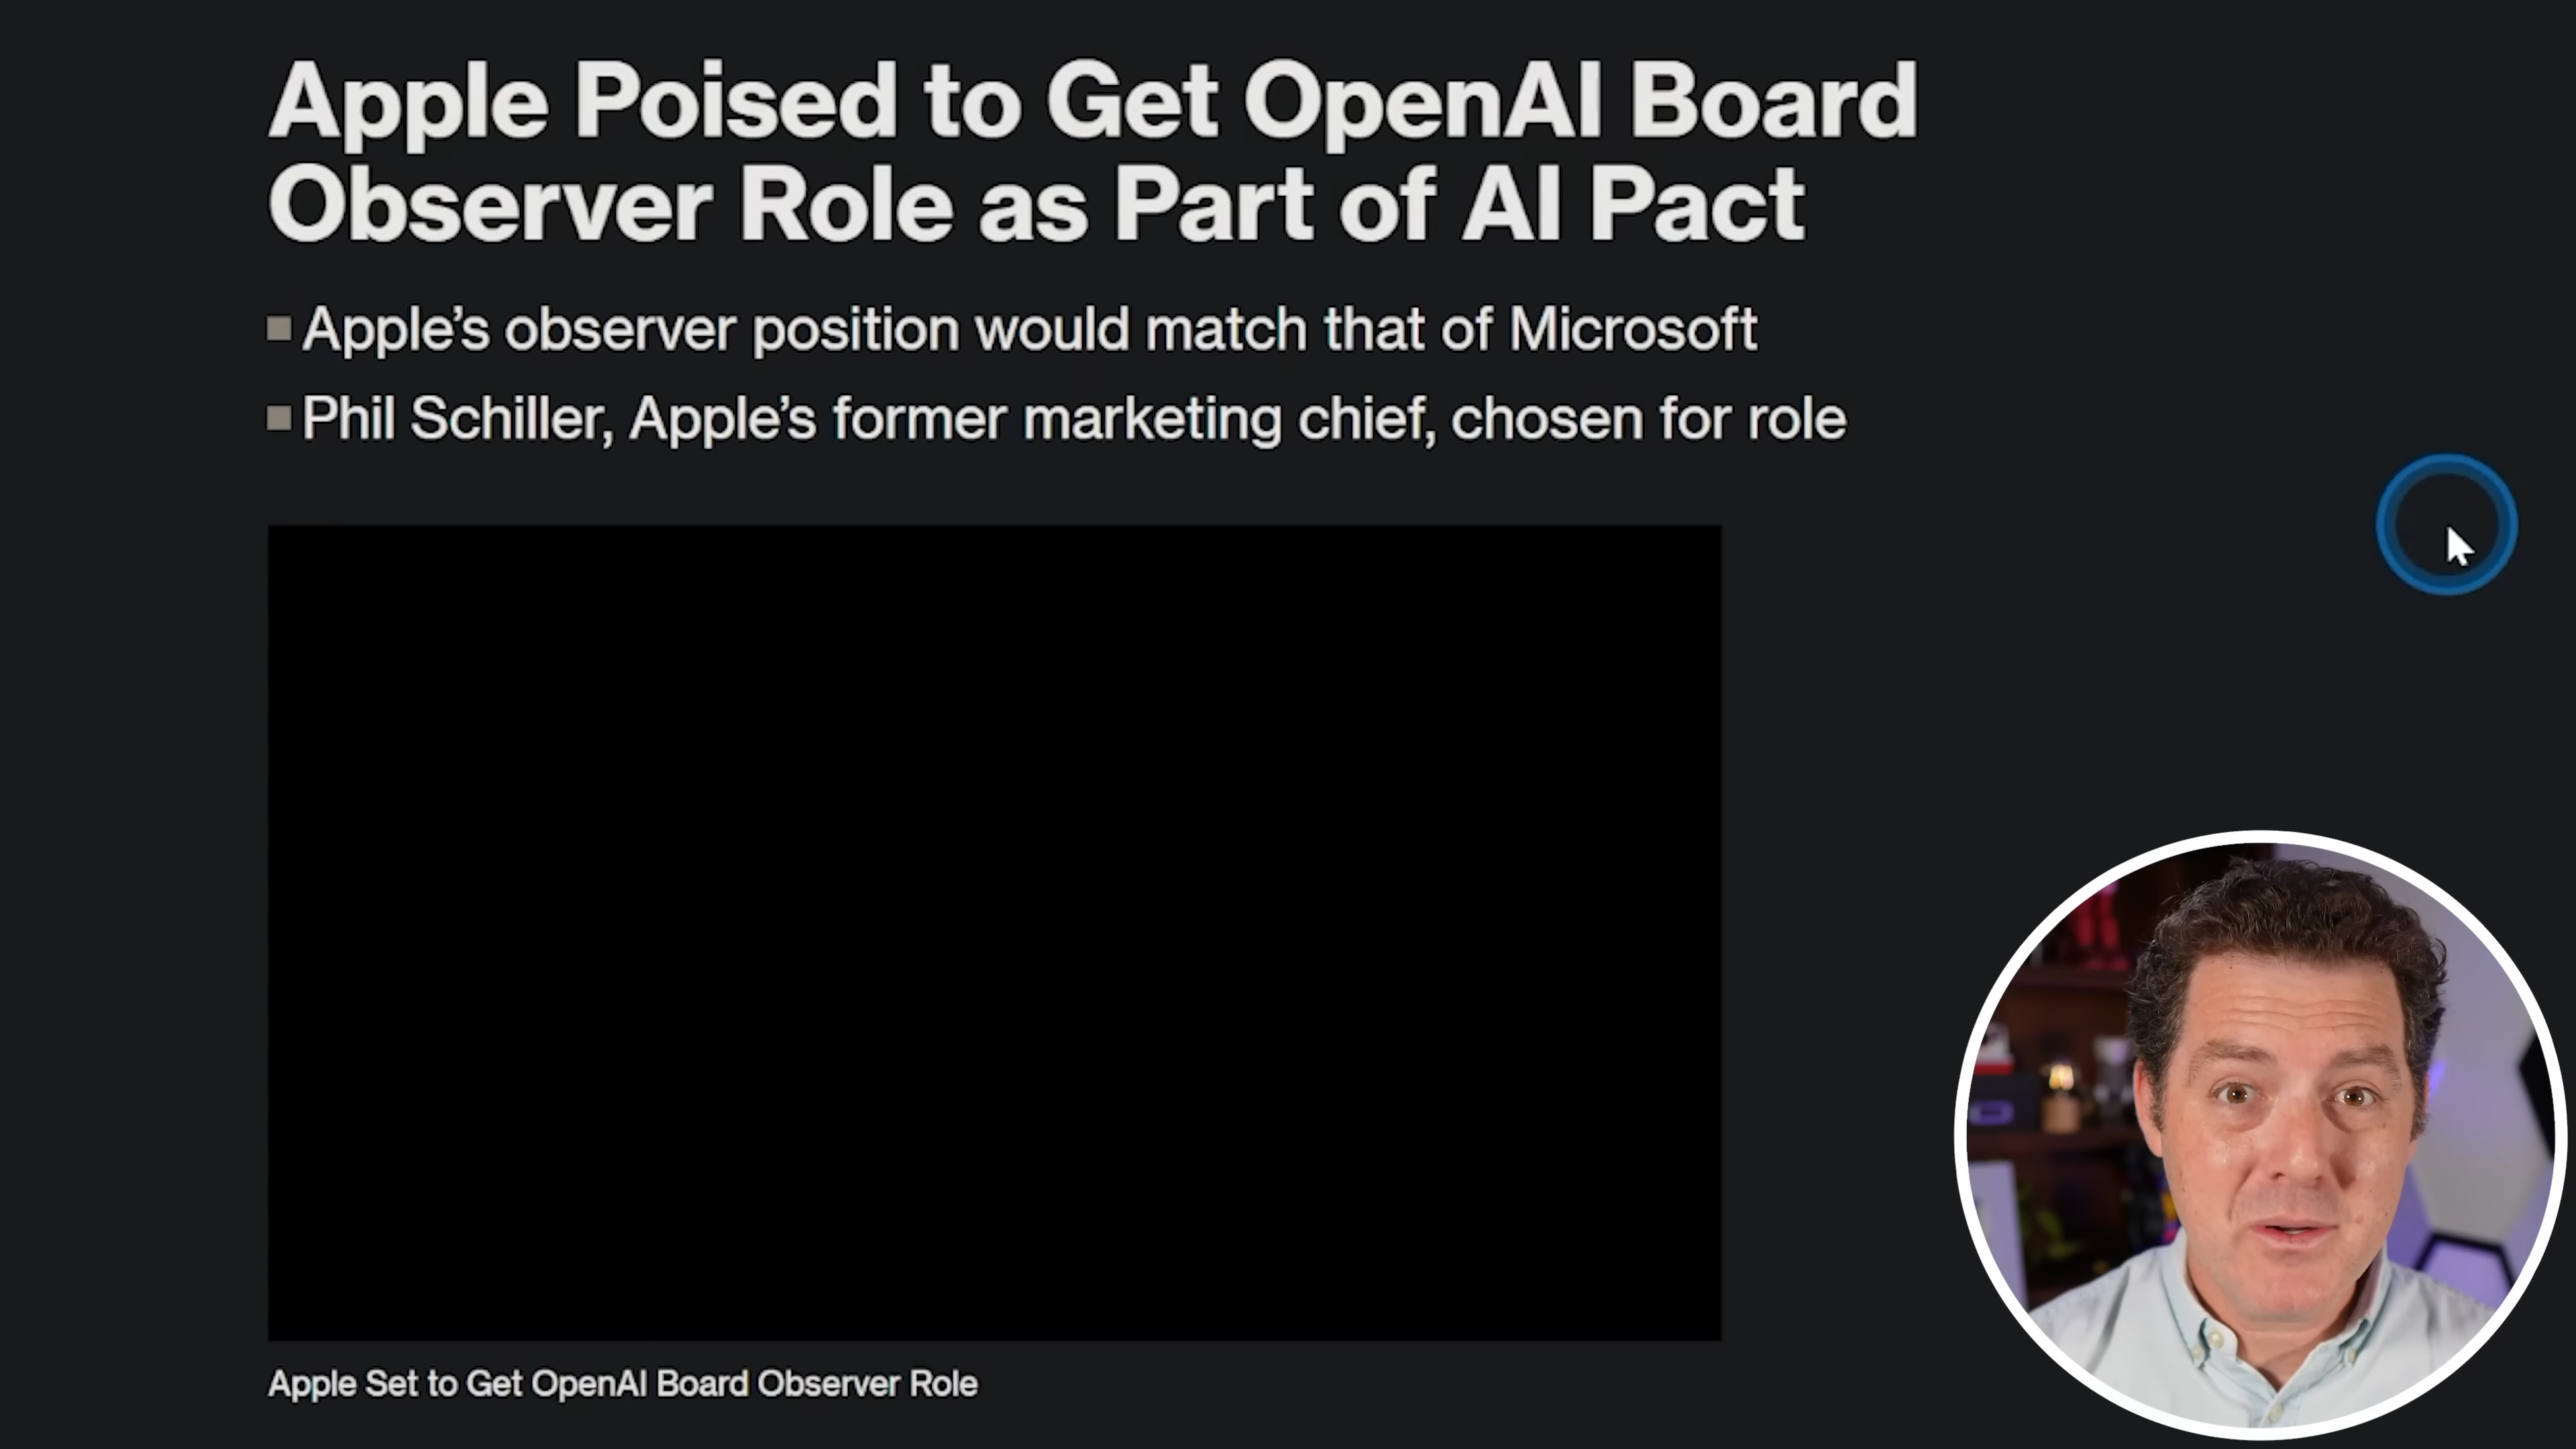 Apple Poised to Get OpenAI Board
Observer Role as Part of AI Pact
Apple’s observer position would match that of Microsoft
Phil Schiller, Apple’s former marketing chief, chosen for role
Apple Set to Get OpenAI Board Observer Role